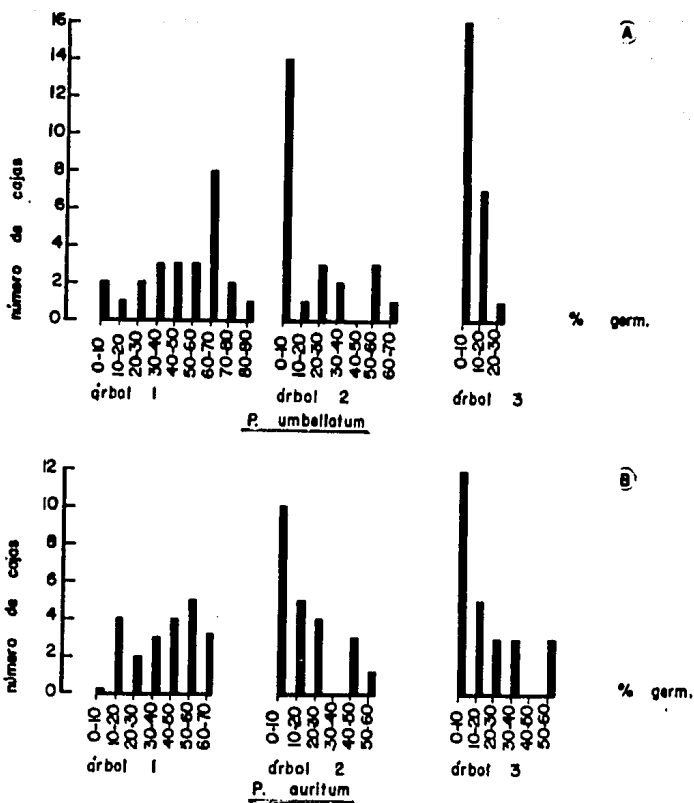 A
número de cajas
16
14
12
10
8
6
4
2
0
0-10 10-20 20-30 30-40 40-50 50-60 60-70 70-80 80-90
0-10 10-20 20-30 30-40 40-50 50-60 60-70
0-10 10-20 20-30
% germ.
árbol 1 árbol 2 árbol 3
P. umbellatum
B
número de cajas
12
10
8
6
4
2
0
0-10 10-20 20-30 30-40 40-50 50-60 60-70
0-10 10-20 20-30 30-40 40-50 50-60
0-10 10-20 20-30 30-40 40-50 50-60
% germ.
árbol 1 árbol 2 árbol 3
P. auritum